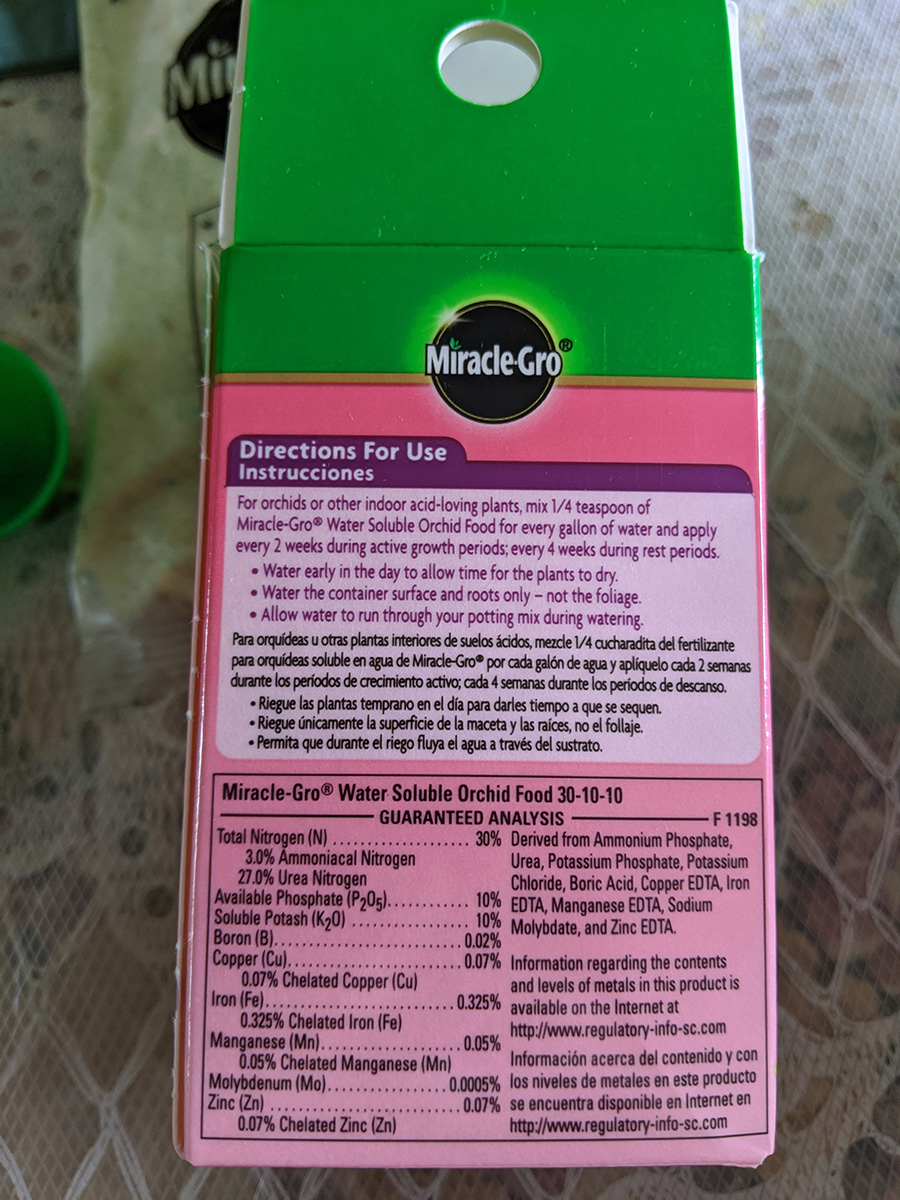 Mi
Miracle-Gro®
Directions For Use
Instrucciones
For orchids or other indoor acid-loving plants, mix 1/4 teaspoon of
Miracle-Gro® Water Soluble Orchid Food for every gallon of water and apply
every 2 weeks during active growth periods; every 4 weeks during rest periods.
• Water early in the day to allow time for the plants to dry.
• Water the container surface and roots only – not the foliage.
• Allow water to run through your potting mix during watering.
Para orquídeas u otras plantas interiores de suelos ácidos, mezcle 1/4 cucharadita del fertilizante
para orquídeas soluble en agua de Miracle-Gro® por cada galón de agua y aplíquelo cada 2 semanas
durante los períodos de crecimiento activo; cada 4 semanas durante los períodos de descanso.
• Riegue las plantas temprano en el día para darles tiempo a que se sequen.
• Riegue únicamente la superficie de la maceta y las raíces, no el follaje.
• Permita que durante el riego fluya el agua a través del sustrato.
Miracle-Gro® Water Soluble Orchid Food 30-10-10
GUARANTEED ANALYSIS F 1198
Total Nitrogen (N) .................... 30%
3.0% Ammoniacal Nitrogen
27.0% Urea Nitrogen
Available Phosphate (P₂O₅)............ 10%
Soluble Potash (K₂O) ................. 10%
Boron (B)............................ 0.02%
Copper (Cu).......................... 0.07%
0.07% Chelated Copper (Cu)
Iron (Fe)............................ 0.325%
0.325% Chelated Iron (Fe)
Manganese (Mn)..................... 0.05%
0.05% Chelated Manganese (Mn)
Molybdenum (Mo)................. 0.0005%
Zinc (Zn) ........................... 0.07%
0.07% Chelated Zinc (Zn)
Derived from Ammonium Phosphate,
Urea, Potassium Phosphate, Potassium
Chloride, Boric Acid, Copper EDTA, Iron
EDTA, Manganese EDTA, Sodium
Molybdate, and Zinc EDTA.
Information regarding the contents
and levels of metals in this product is
available on the Internet at
http://www.regulatory-info-sc.com
Información acerca del contenido y con
los niveles de metales en este producto
se encuentra disponible en Internet en
http://www.regulatory-info-sc.com